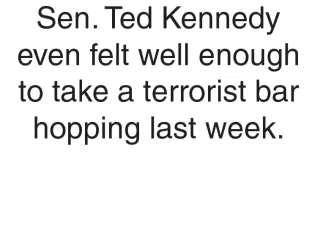 Sen. Ted Kennedy
even felt well enough
to take a terrorist bar
hopping last week.